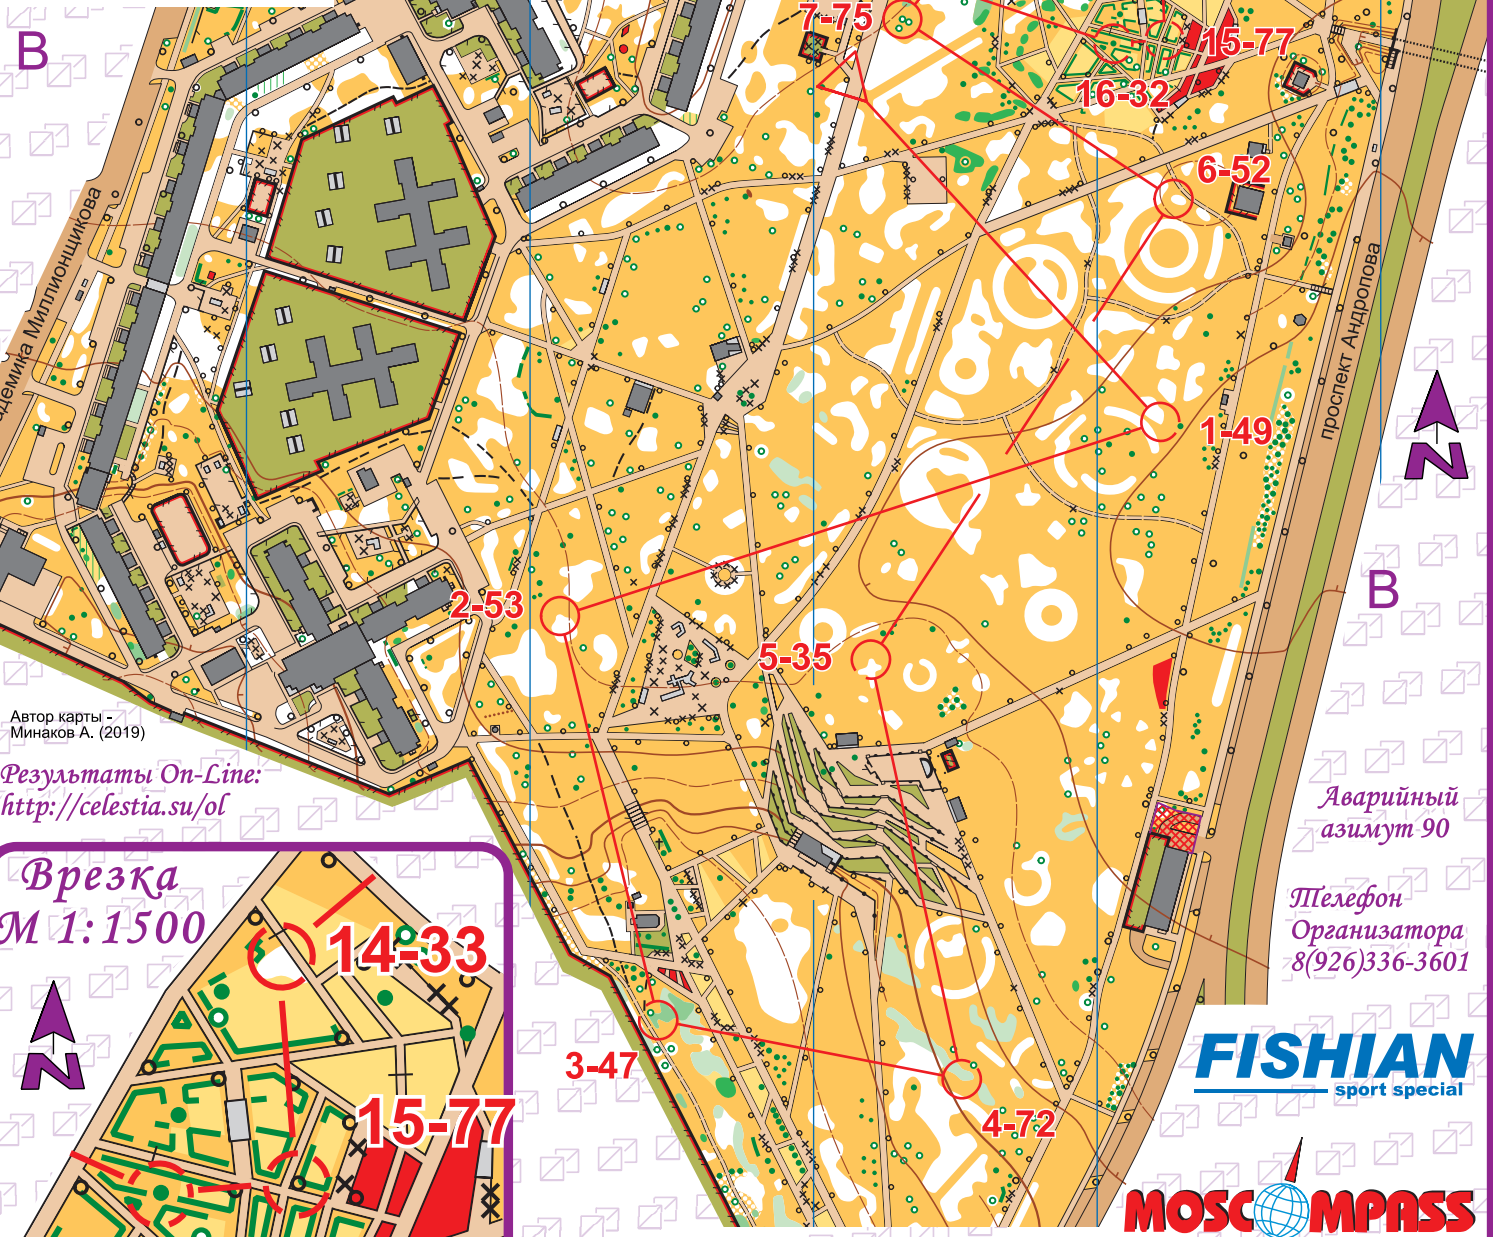 7-75
B
15-77
16-32
6-52
проспект Андропова
1-49
2-53
5-35
B
Автор карты -
Минаков А. (2019)
Результаты On-Line:
http://celestia.su/ol
Аварийный
азимут 90
Телефон
Организатора
8(926)336-3601
Врезка
М 1:1500
14-33
N
N
15-77
3-47
4-72
FISHIAN
sport special
MOSCOMPASS